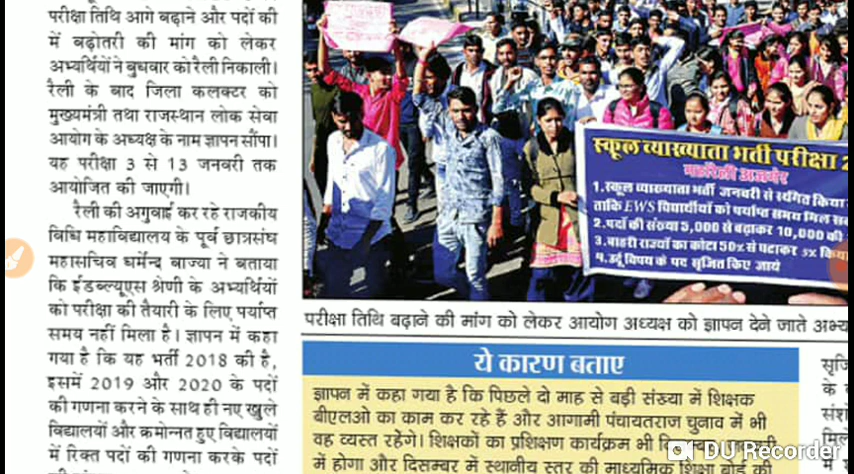 परीक्षा तिथि आगे बढ़ाने और पदों की
में बढ़ोतरी की मांग को लेकर
अभ्यर्थियों ने बुधवार को रैली निकाली।
रैली के बाद जिला कलक्टर को
मुख्यमंत्री तथा राजस्थान लोक सेवा
आयोग के अध्यक्ष के नाम ज्ञापन सौंपा।
यह परीक्षा 3 से 13 जनवरी तक
आयोजित की जाएगी।
रैली की अगुवाई कर रहे राजकीय
विधि महाविद्यालय के पूर्व छात्रसंघ
महासचिव धर्मेन्द्र बाज्या ने बताया
कि ईडब्ल्यूएस श्रेणी के अभ्यर्थियों
को परीक्षा की तैयारी के लिए पर्याप्त
समय नहीं मिला है। ज्ञापन में कहा
गया है कि यह भर्ती 2018 की है,
इसमें 2019 और 2020 के पदों
की गणना करने के साथ ही नए खुले
विद्यालयों और क्रमोन्नत हुए विद्यालयों
में रिक्त पदों की गणना करके पदों
स्कूल व्याख्याता भर्ती परीक्षा
महारैली अजमेर
1. स्कूल व्याख्याता भर्ती जनवरी से स्थगित किया
ताकि EWS विद्यार्थीयों को पर्याप्त समय मिल
2. पदों की संख्या 5,000 से बढ़ाकर 10,000 की
3. बाहरी राज्यों का कोटा 50% से घटाकर 5% किया
4. उर्दू विषय के पद सृजित किए जाये
परीक्षा तिथि बढ़ाने की मांग को लेकर आयोग अध्यक्ष को ज्ञापन देने जाते
ये कारण बताए
ज्ञापन में कहा गया है कि पिछले दो माह से बड़ी संख्या में शिक्षक
बीएलओ का काम कर रहे हैं और आगामी पंचायतराज चुनाव में भी
वह व्यस्त रहेंगे। शिक्षकों का प्रशिक्षण कार्यक्रम भी
में होगा और दिसम्बर में स्थानीय स्तर की माध्यमिक शिक्षा बोर्ड की
DU Recorder